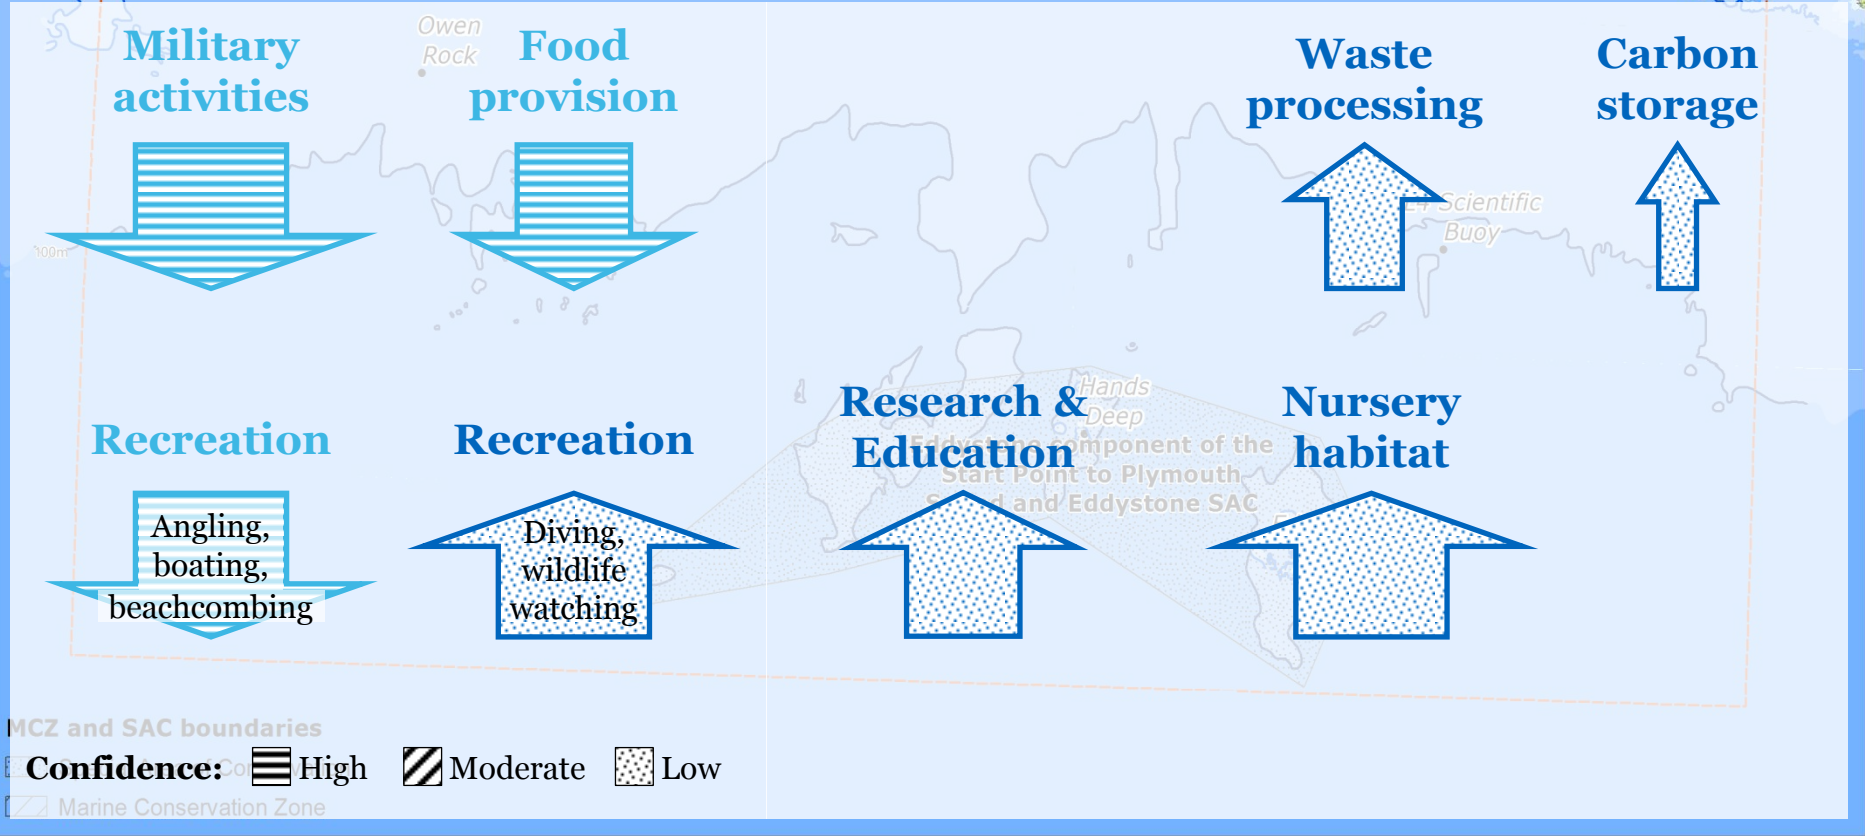 Military
activities
Owen
Rock
Food
provision
Waste
processing
Carbon
storage
Scientific
Buoy
Recreation
Angling,
boating,
beachcombing
Recreation
Diving,
wildlife
watching
Research &
Education
Hands
Deep
Eddystone component of the
Start Point to Plymouth
Sound and Eddystone SAC
Nursery
habitat
MCZ and SAC boundaries
Confidence: High Moderate Low
Marine Conservation Zone